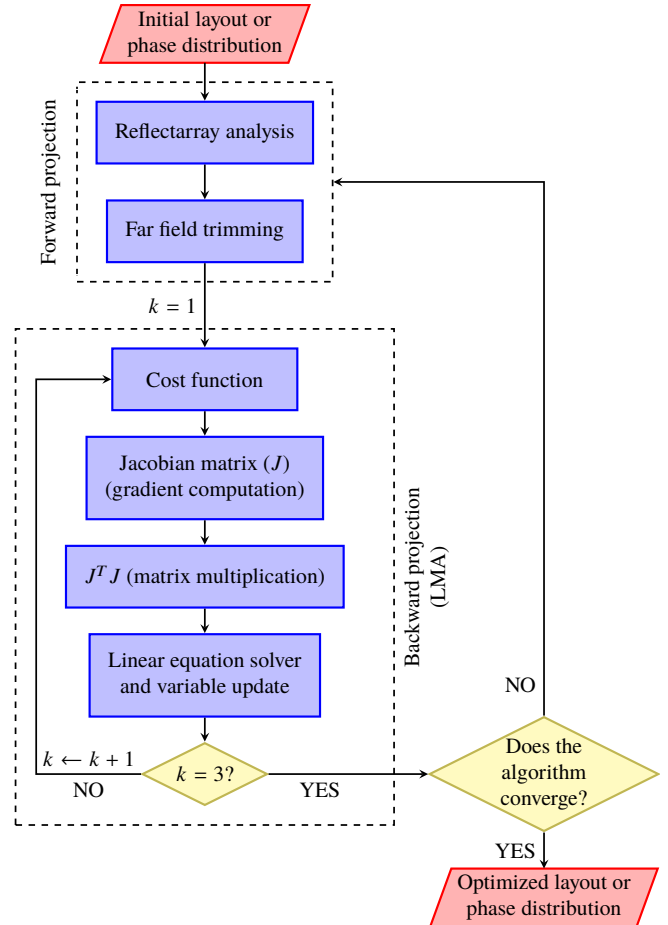 Initial layout or
phase distribution
Forward projection
Reflectarray analysis
Far field trimming
k = 1
Cost function
Jacobian matrix (J)
(gradient computation)
J^T J (matrix multiplication)
Linear equation solver
and variable update
Backward projection
(LMA)
k ← k + 1
NO
k = 3?
YES
NO
Does the
algorithm
converge?
YES
Optimized layout or
phase distribution